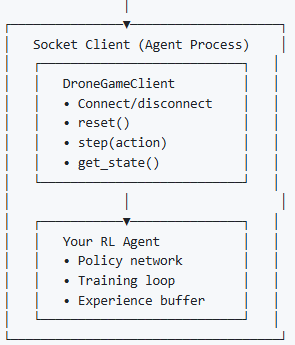 Socket Client (Agent Process)
DroneGameClient
• Connect/disconnect
• reset()
• step(action)
• get_state()
Your RL Agent
• Policy network
• Training loop
• Experience buffer